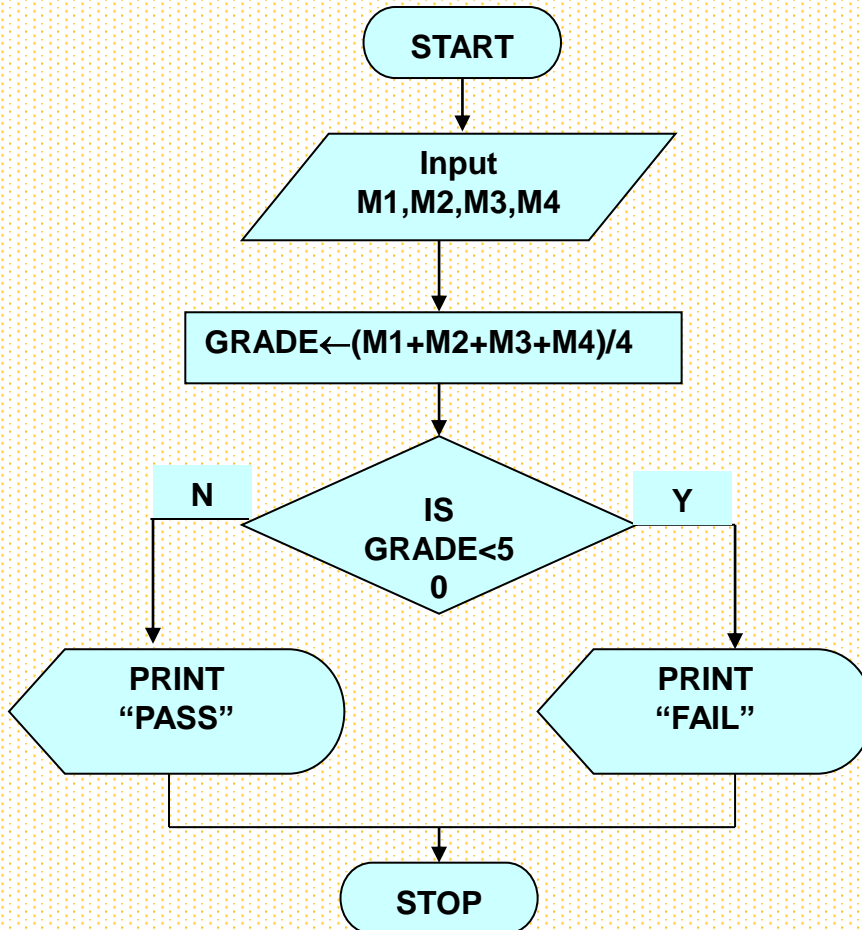 START
Input
M1,M2,M3,M4
GRADE←(M1+M2+M3+M4)/4
N
IS
GRADE<5
0
Y
PRINT
“PASS”
PRINT
“FAIL”
STOP